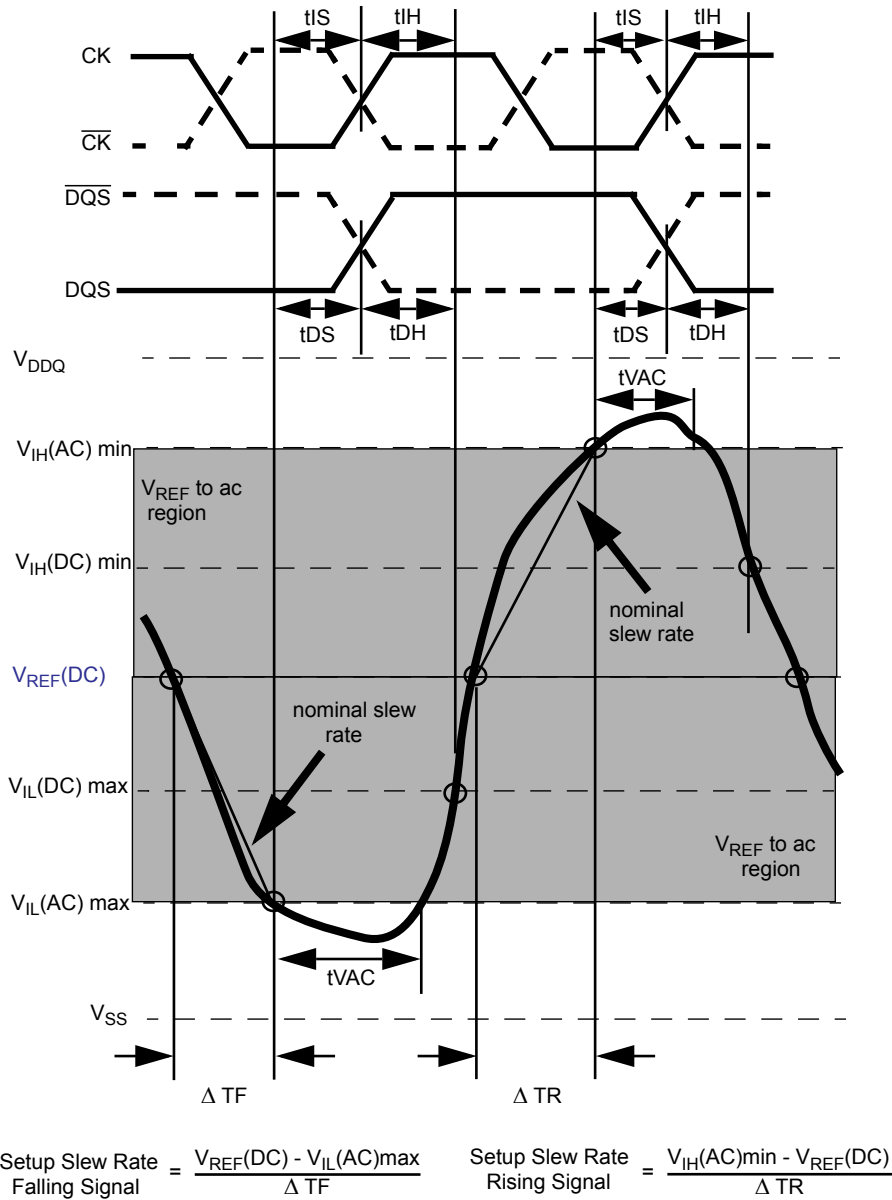 tIS tIH tIS tIH
CK
CK
DQS
DQS
tDS tDH tDS tDH
VDDQ
tVAC
VIH(AC) min
VREF to ac
region
VIH(DC) min
nominal
slew rate
VREF(DC)
nominal slew
rate
VIL(DC) max
VREF to ac
region
VIL(AC) max
tVAC
VSS
Δ TF Δ TR
Setup Slew Rate
Falling Signal
=
VREF(DC) - VIL(AC)max
Δ TF
Setup Slew Rate
Rising Signal
=
VIH(AC)min - VREF(DC)
Δ TR